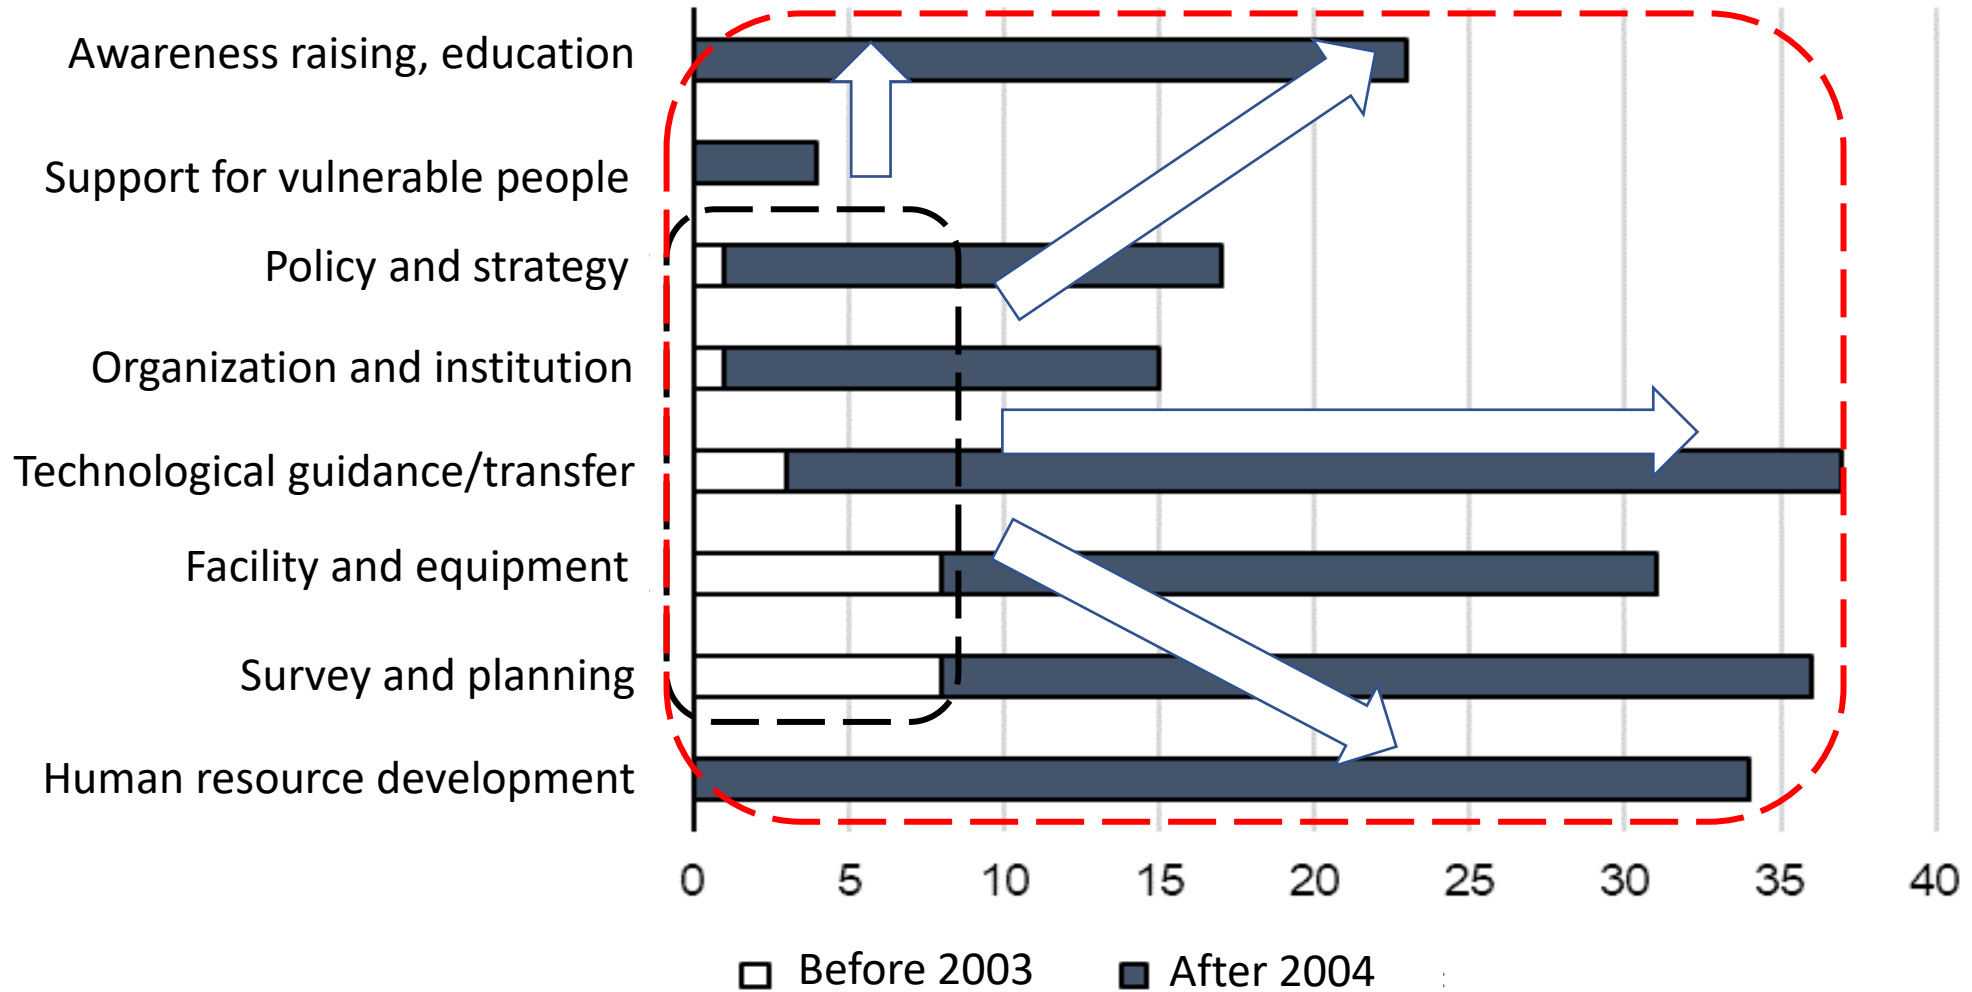 Awareness raising, education
Support for vulnerable people
Policy and strategy
Organization and institution
Technological guidance/transfer
Facility and equipment
Survey and planning
Human resource development
0 5 10 15 20 25 30 35 40
Before 2003 After 2004